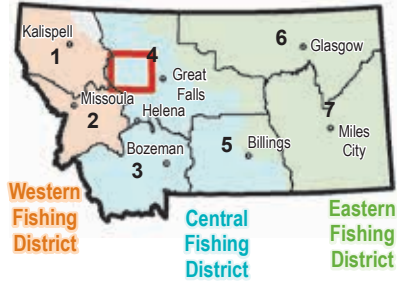 Kalispell
1
4
6
Glasgow
Great
Falls
Missoula
Helena
2
7
Miles
City
Bozeman
3
5
Billings
Western
Fishing
District
Central
Fishing
District
Eastern
Fishing
District